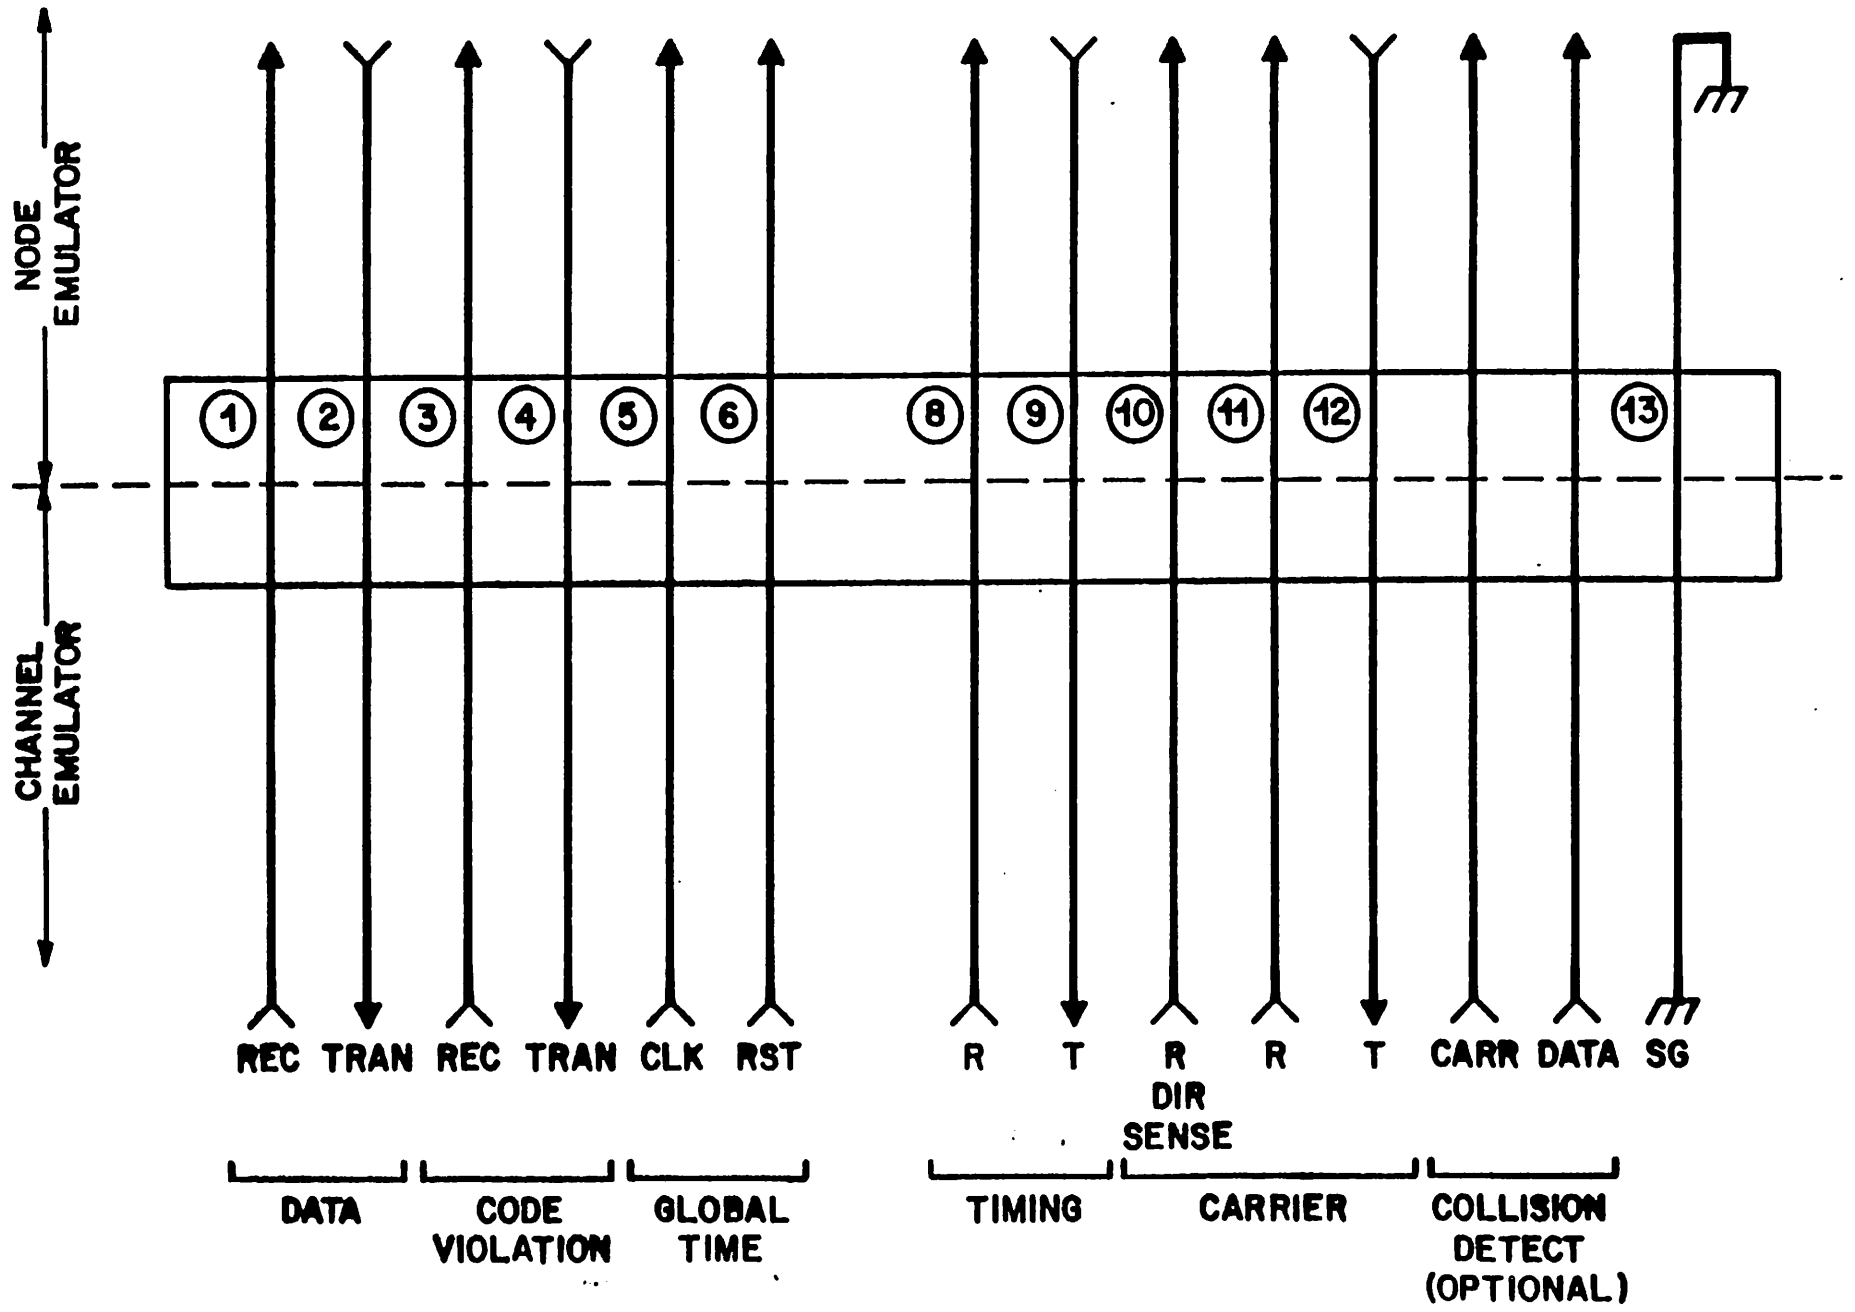 NODE
EMULATOR
CHANNEL
EMULATOR
1 2 3 4 5 6 8 9 10 11 12 13
REC TRAN REC TRAN CLK RST R T R R T CARR DATA SG
DIR
SENSE
DATA CODE GLOBAL TIMING CARRIER COLLISION
VIOLATION TIME DETECT
(OPTIONAL)